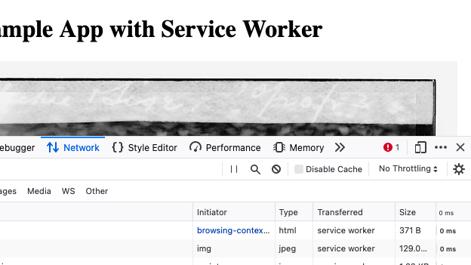 ample App with Service Worker
ebugger Network Style Editor Performance Memory 1
Disable Cache No Throttling
ages Media WS Other
Initiator Type Transferred Size 0 ms
browsing-contex... html service worker 371 B 0 ms
img jpeg service worker 129.0... 0 ms